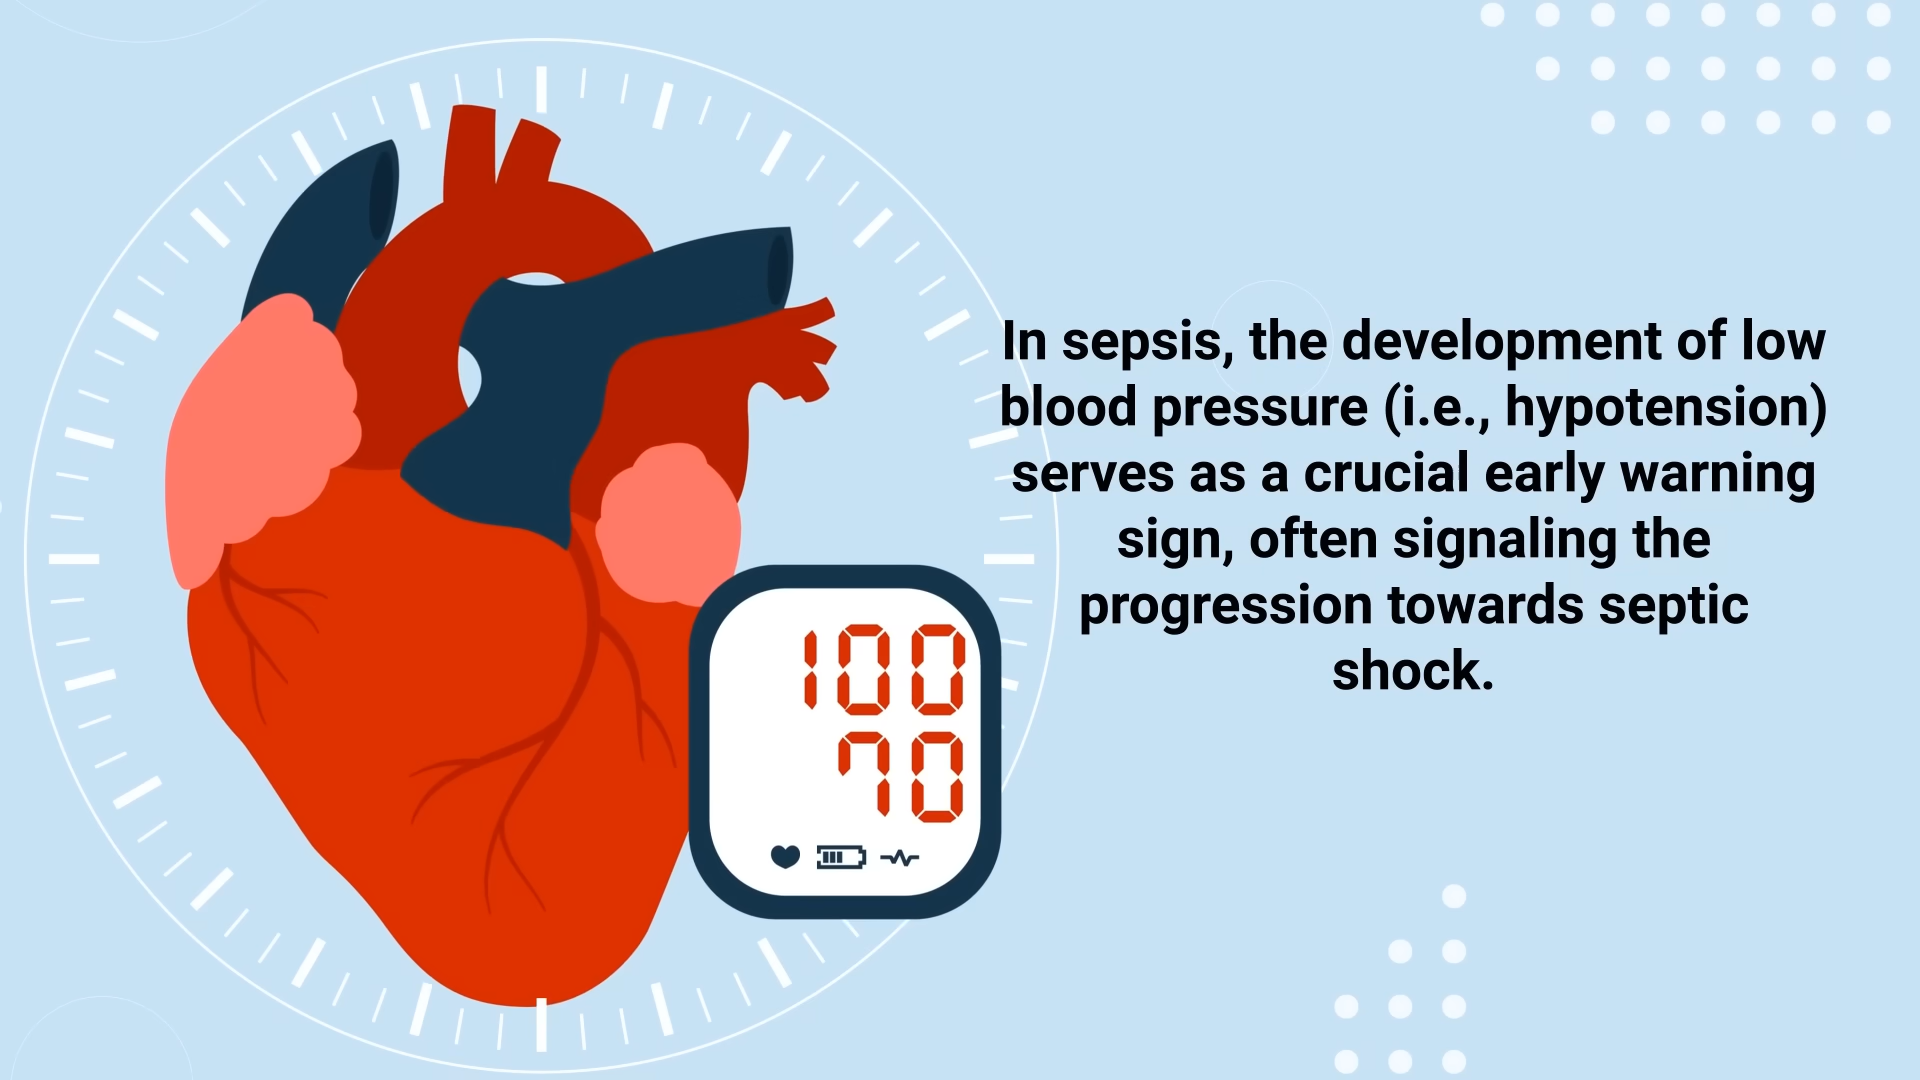 In sepsis, the development of low
blood pressure (i.e., hypotension)
serves as a crucial early warning
sign, often signaling the
progression towards septic
shock.
100
70